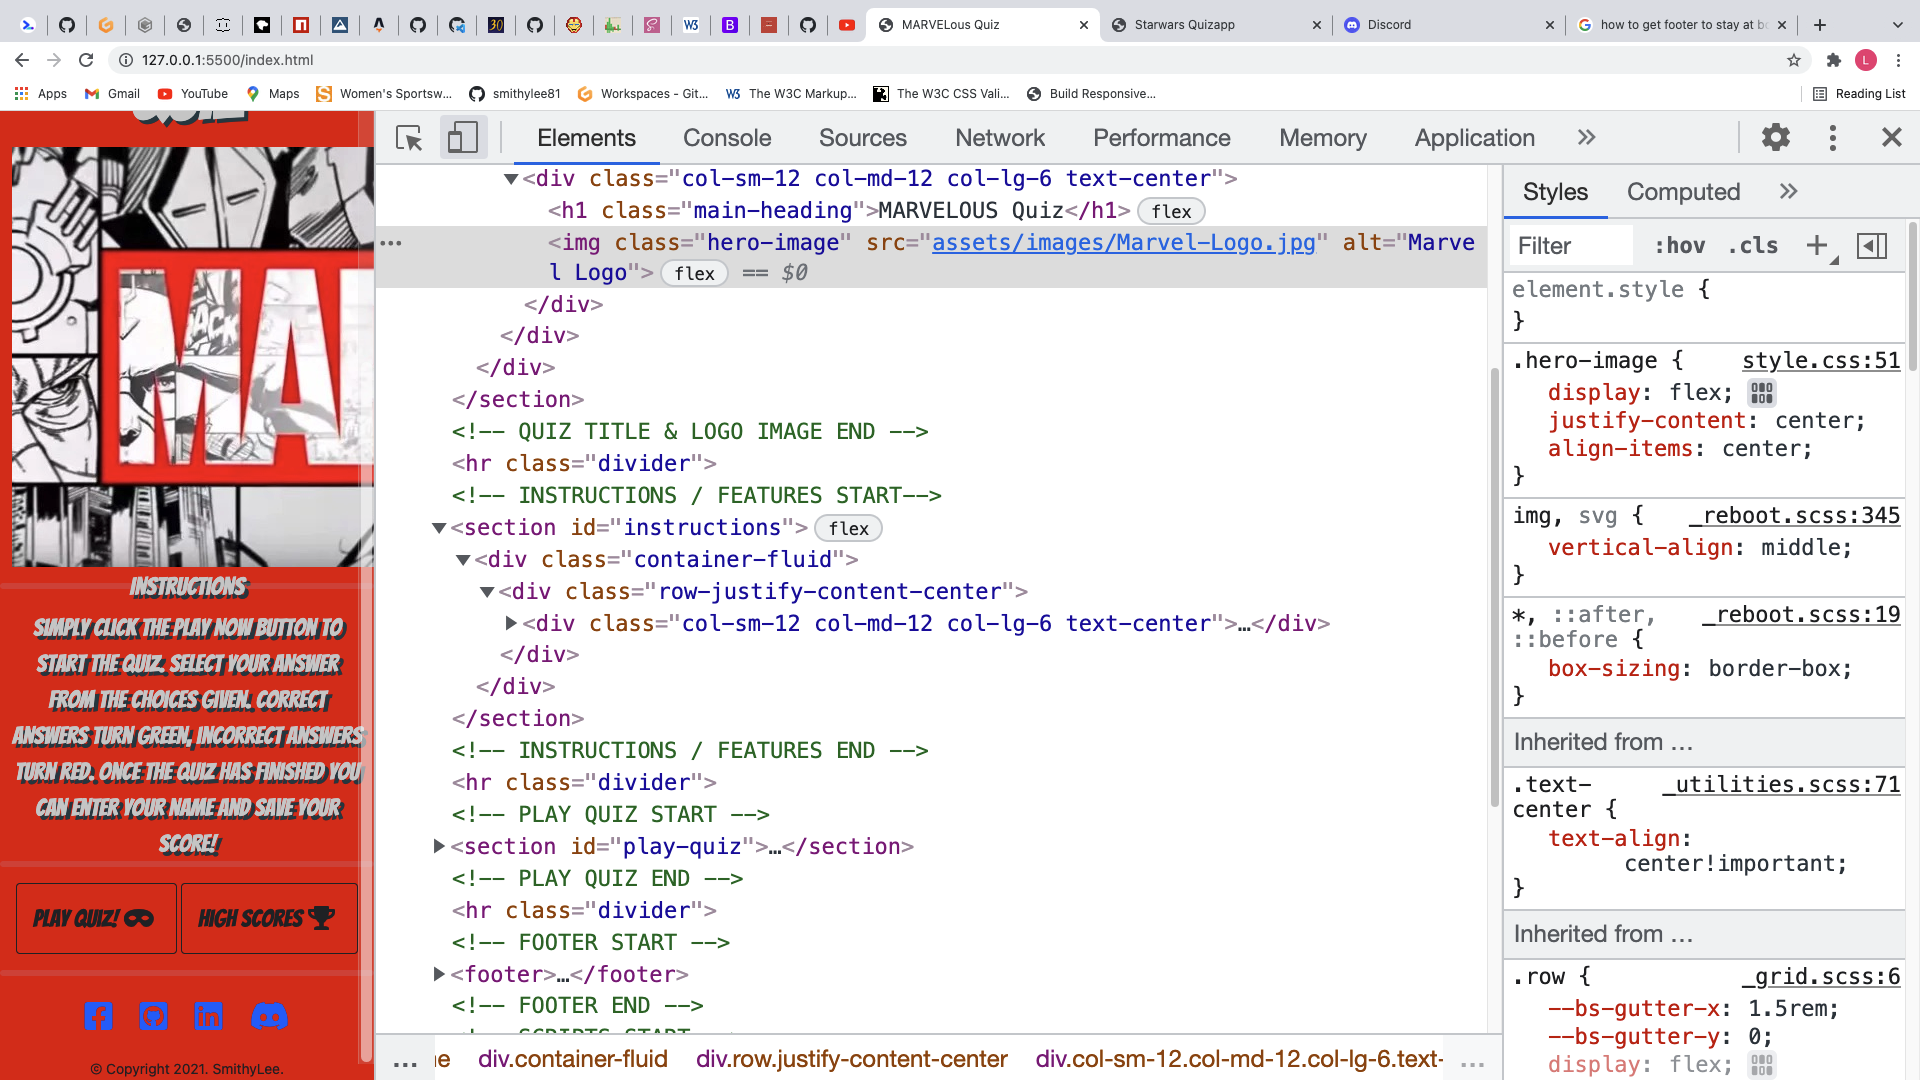 MARVELous Quiz
Starwars Quizapp
Discord
how to get footer to stay at bo
127.0.0.1:5500/index.html
L
Apps
Gmail
YouTube
Maps
Women's Sportsw...
smithylee81
Workspaces - Git...
The W3C Markup...
The W3C CSS Vali...
Build Responsive...
Reading List
QUIZ
MA
INSTRUCTIONS
SIMPLY CLICK THE PLAY NOW BUTTON TO
START THE QUIZ. SELECT YOUR ANSWER
FROM THE CHOICES GIVEN. CORRECT
ANSWERS TURN GREEN, INCORRECT ANSWERS
TURN RED. ONCE THE QUIZ HAS FINISHED YOU
CAN ENTER YOUR NAME AND SAVE YOUR
SCORE!
PLAY QUIZ!
HIGH SCORES
© Copyright 2021. SmithyLee.
Elements
Console
Sources
Network
Performance
Memory
Application
<div class="col-sm-12 col-md-12 col-lg-6 text-center">
<h1 class="main-heading">MARVELOUS Quiz</h1> flex
<img class="hero-image" src="assets/images/Marvel-Logo.jpg" alt="Marve
l Logo"> flex == $0
</div>
</div>
</div>
</section>
<!-- QUIZ TITLE & LOGO IMAGE END -->
<hr class="divider">
<!-- INSTRUCTIONS / FEATURES START-->
<section id="instructions"> flex
<div class="container-fluid">
<div class="row-justify-content-center">
<div class="col-sm-12 col-md-12 col-lg-6 text-center">…</div>
</div>
</div>
</section>
<!-- INSTRUCTIONS / FEATURES END -->
<hr class="divider">
<!-- PLAY QUIZ START -->
<section id="play-quiz">…</section>
<!-- PLAY QUIZ END -->
<hr class="divider">
<!-- FOOTER START -->
<footer>…</footer>
<!-- FOOTER END -->
<!-- SCRIPTS START
... e div.container-fluid div.row.justify-content-center div.col-sm-12.col-md-12.col-lg-6.text- ...
Styles
Computed
Filter
:hov
.cls
element.style {
}
.hero-image { style.css:51
display: flex;
justify-content: center;
align-items: center;
}
img, svg { _reboot.scss:345
vertical-align: middle;
}
*, ::after, _reboot.scss:19
::before {
box-sizing: border-box;
}
Inherited from …
.text- _utilities.scss:71
center {
text-align:
center!important;
}
Inherited from …
.row { _grid.scss:6
--bs-gutter-x: 1.5rem;
--bs-gutter-y: 0;
display: flex;